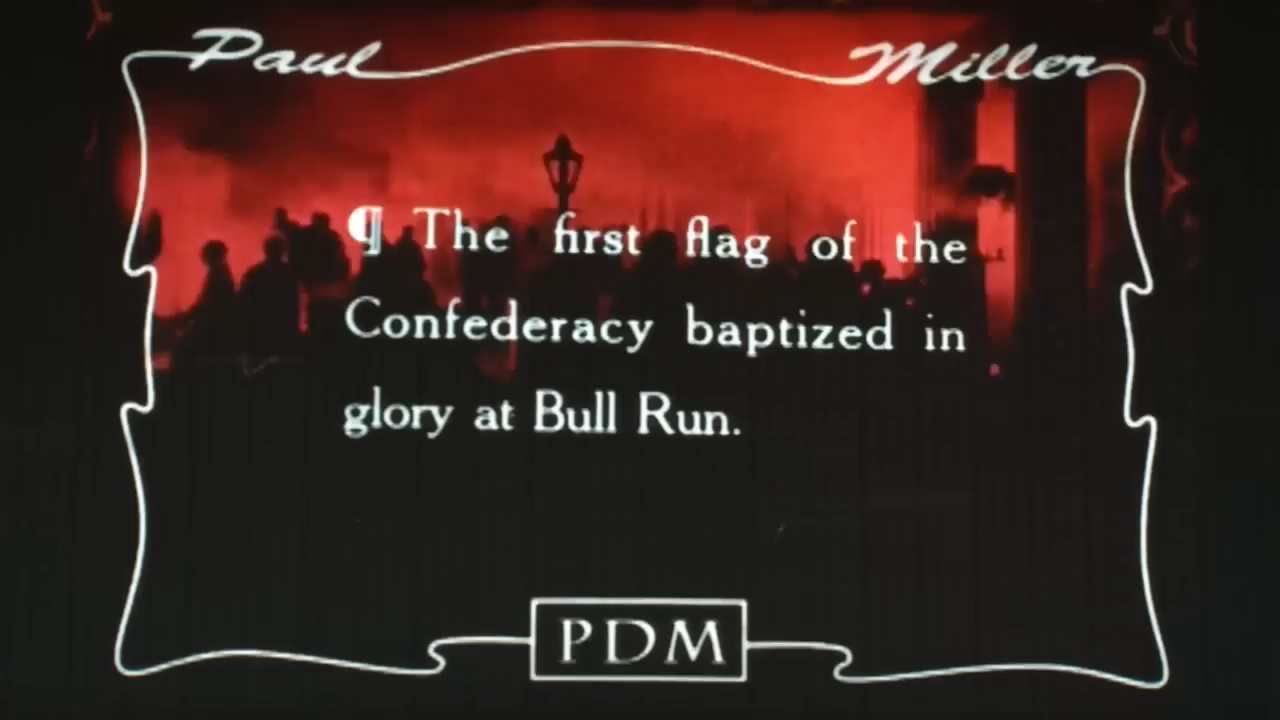 Paul Miller
¶ The first flag of the
Confederacy baptized in
glory at Bull Run.
PDM